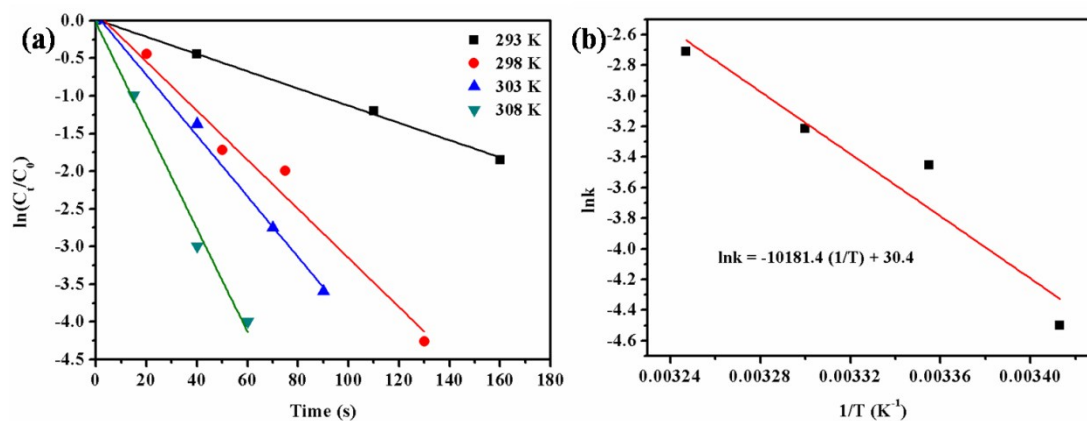 (a)
0.0
-0.5
-1.0
-1.5
-2.0
-2.5
-3.0
-3.5
-4.0
-4.5
ln(Ct/C0)
293 K
298 K
303 K
308 K
0 20 40 60 80 100 120 140 160 180
Time (s)
(b)
-2.6
-2.8
-3.0
-3.2
-3.4
-3.6
-3.8
-4.0
-4.2
-4.4
-4.6
lnk
lnk = -10181.4 (1/T) + 30.4
0.00324 0.00328 0.00332 0.00336 0.00340
1/T (K⁻¹)